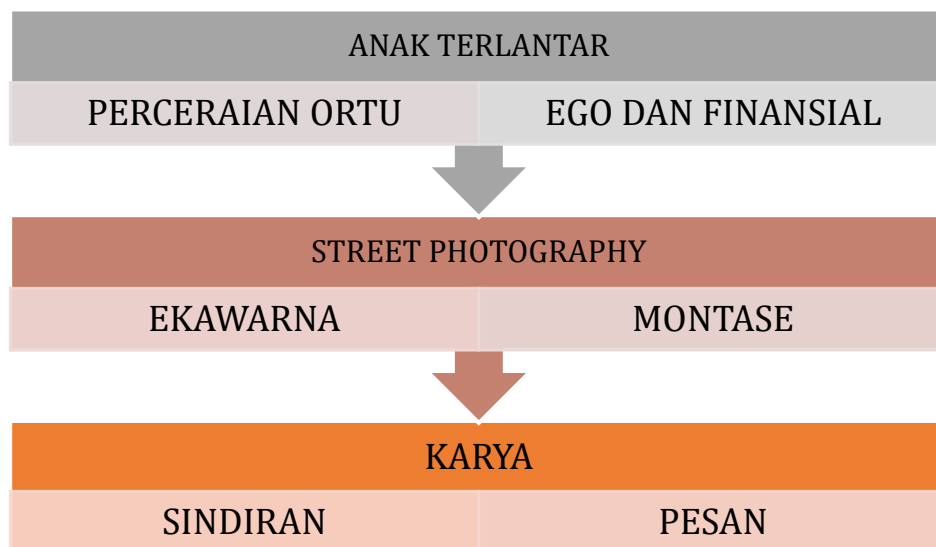 ANAK TERLANTAR
PERCERAIAN ORTU EGO DAN FINANSIAL
STREET PHOTOGRAPHY
EKAWARNA MONTASE
KARYA
SINDIRAN PESAN